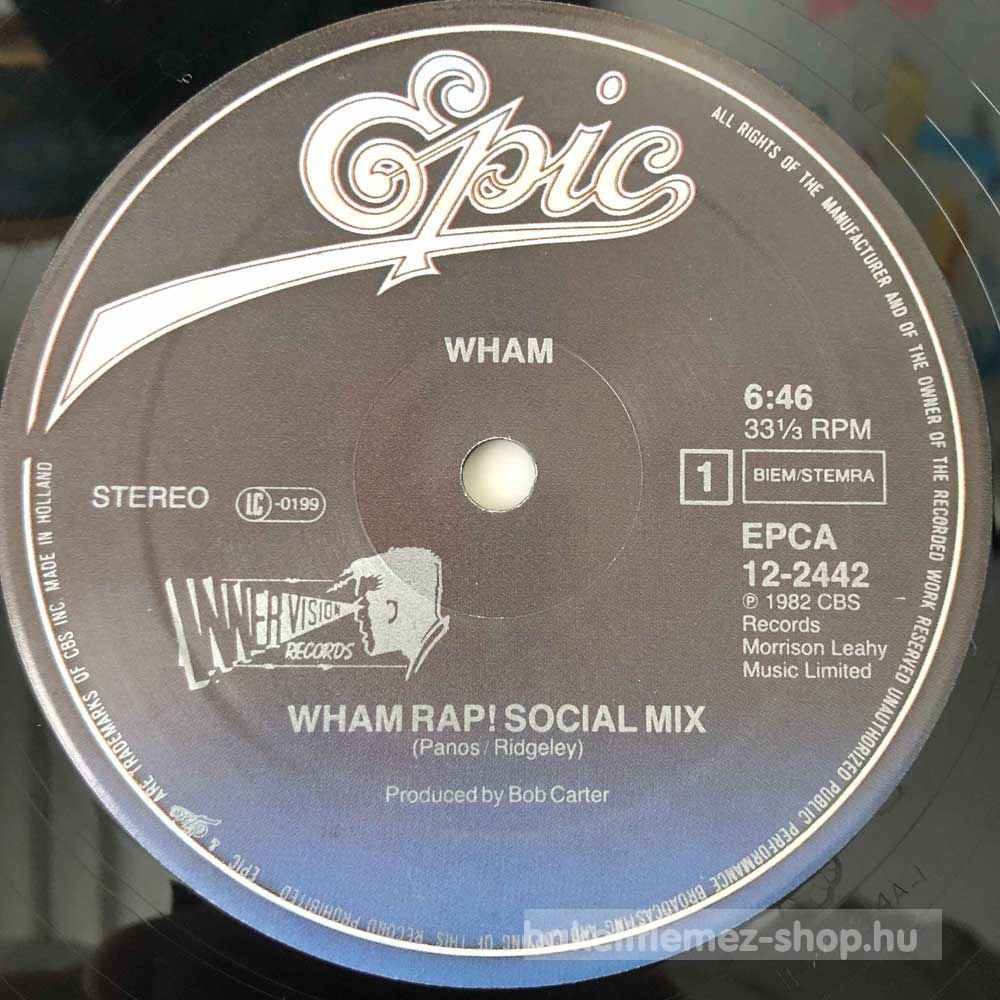 Epic
WHAM
6:46
33⅓ RPM
1
BIEM/STEMRA
STEREO
LC-0199
EPCA
12-2442
℗ 1982 CBS
Records
Morrison Leahy
Music Limited
INNERVISION
RECORDS
WHAM RAP! SOCIAL MIX
(Panos / Ridgeley)
Produced by Bob Carter
ALL RIGHTS OF THE MANUFACTURER AND OF THE OWNER OF THE RECORDED WORK RESERVED UNAUTHORIZED PUBLIC PERFORMANCE BROADCASTING AND COPYING OF THIS RECORD PROHIBITED - EPIC & Epic ARE TRADEMARKS OF CBS INC. MADE IN HOLLAND
bakelitlemez-shop.hu